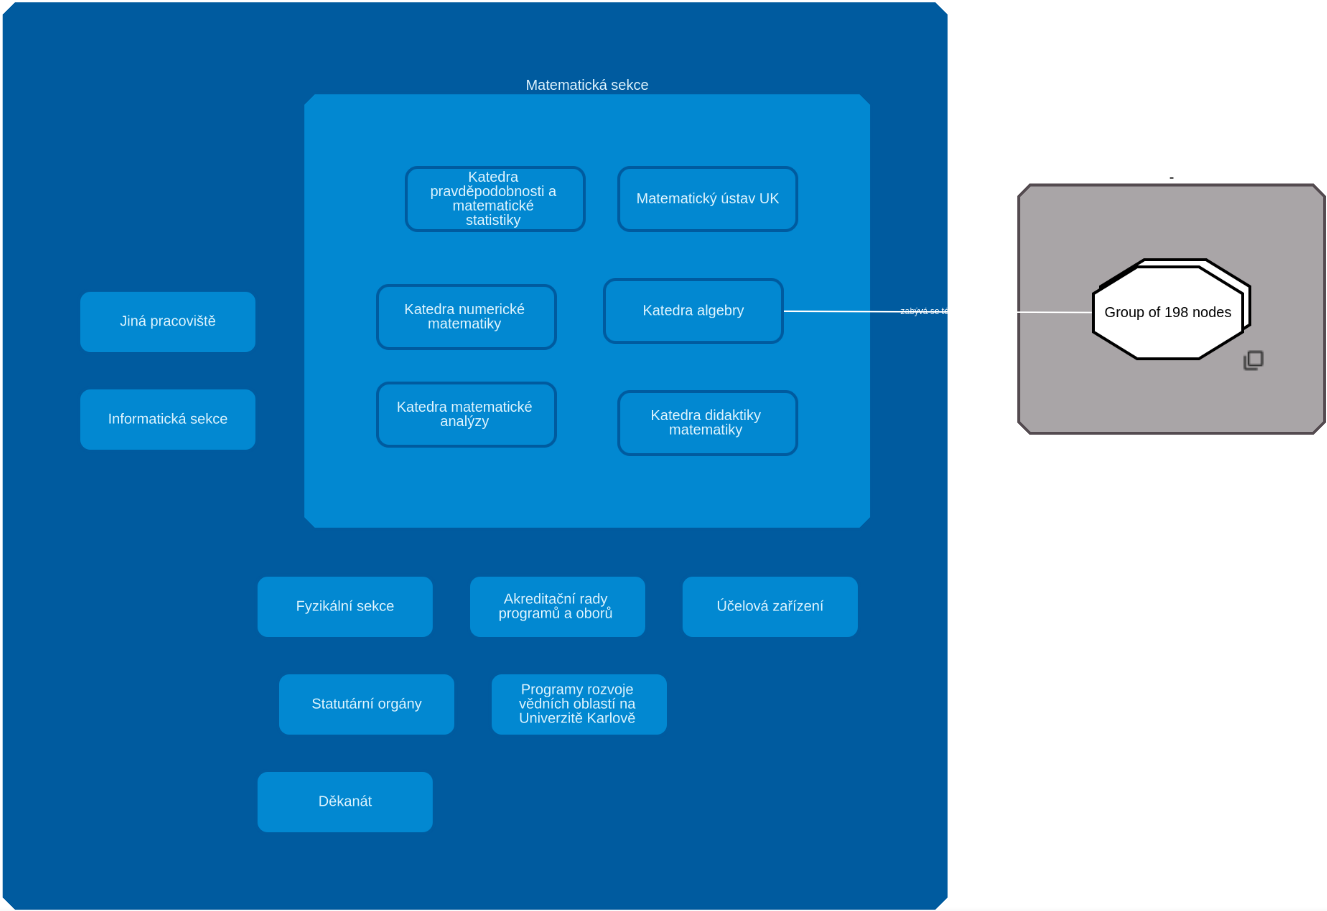 Matematická sekce
Katedra
pravděpodobnosti a
matematické
statistiky
Matematický ústav UK
-
Katedra numerické
matematiky
Katedra algebry
zabývá se té
Group of 198 nodes
Jiná pracoviště
Katedra matematické
analýzy
Katedra didaktiky
matematiky
Informatická sekce
Fyzikální sekce
Akreditační rady
programů a oborů
Účelová zařízení
Statutární orgány
Programy rozvoje
vědních oblastí na
Univerzitě Karlově
Děkanát